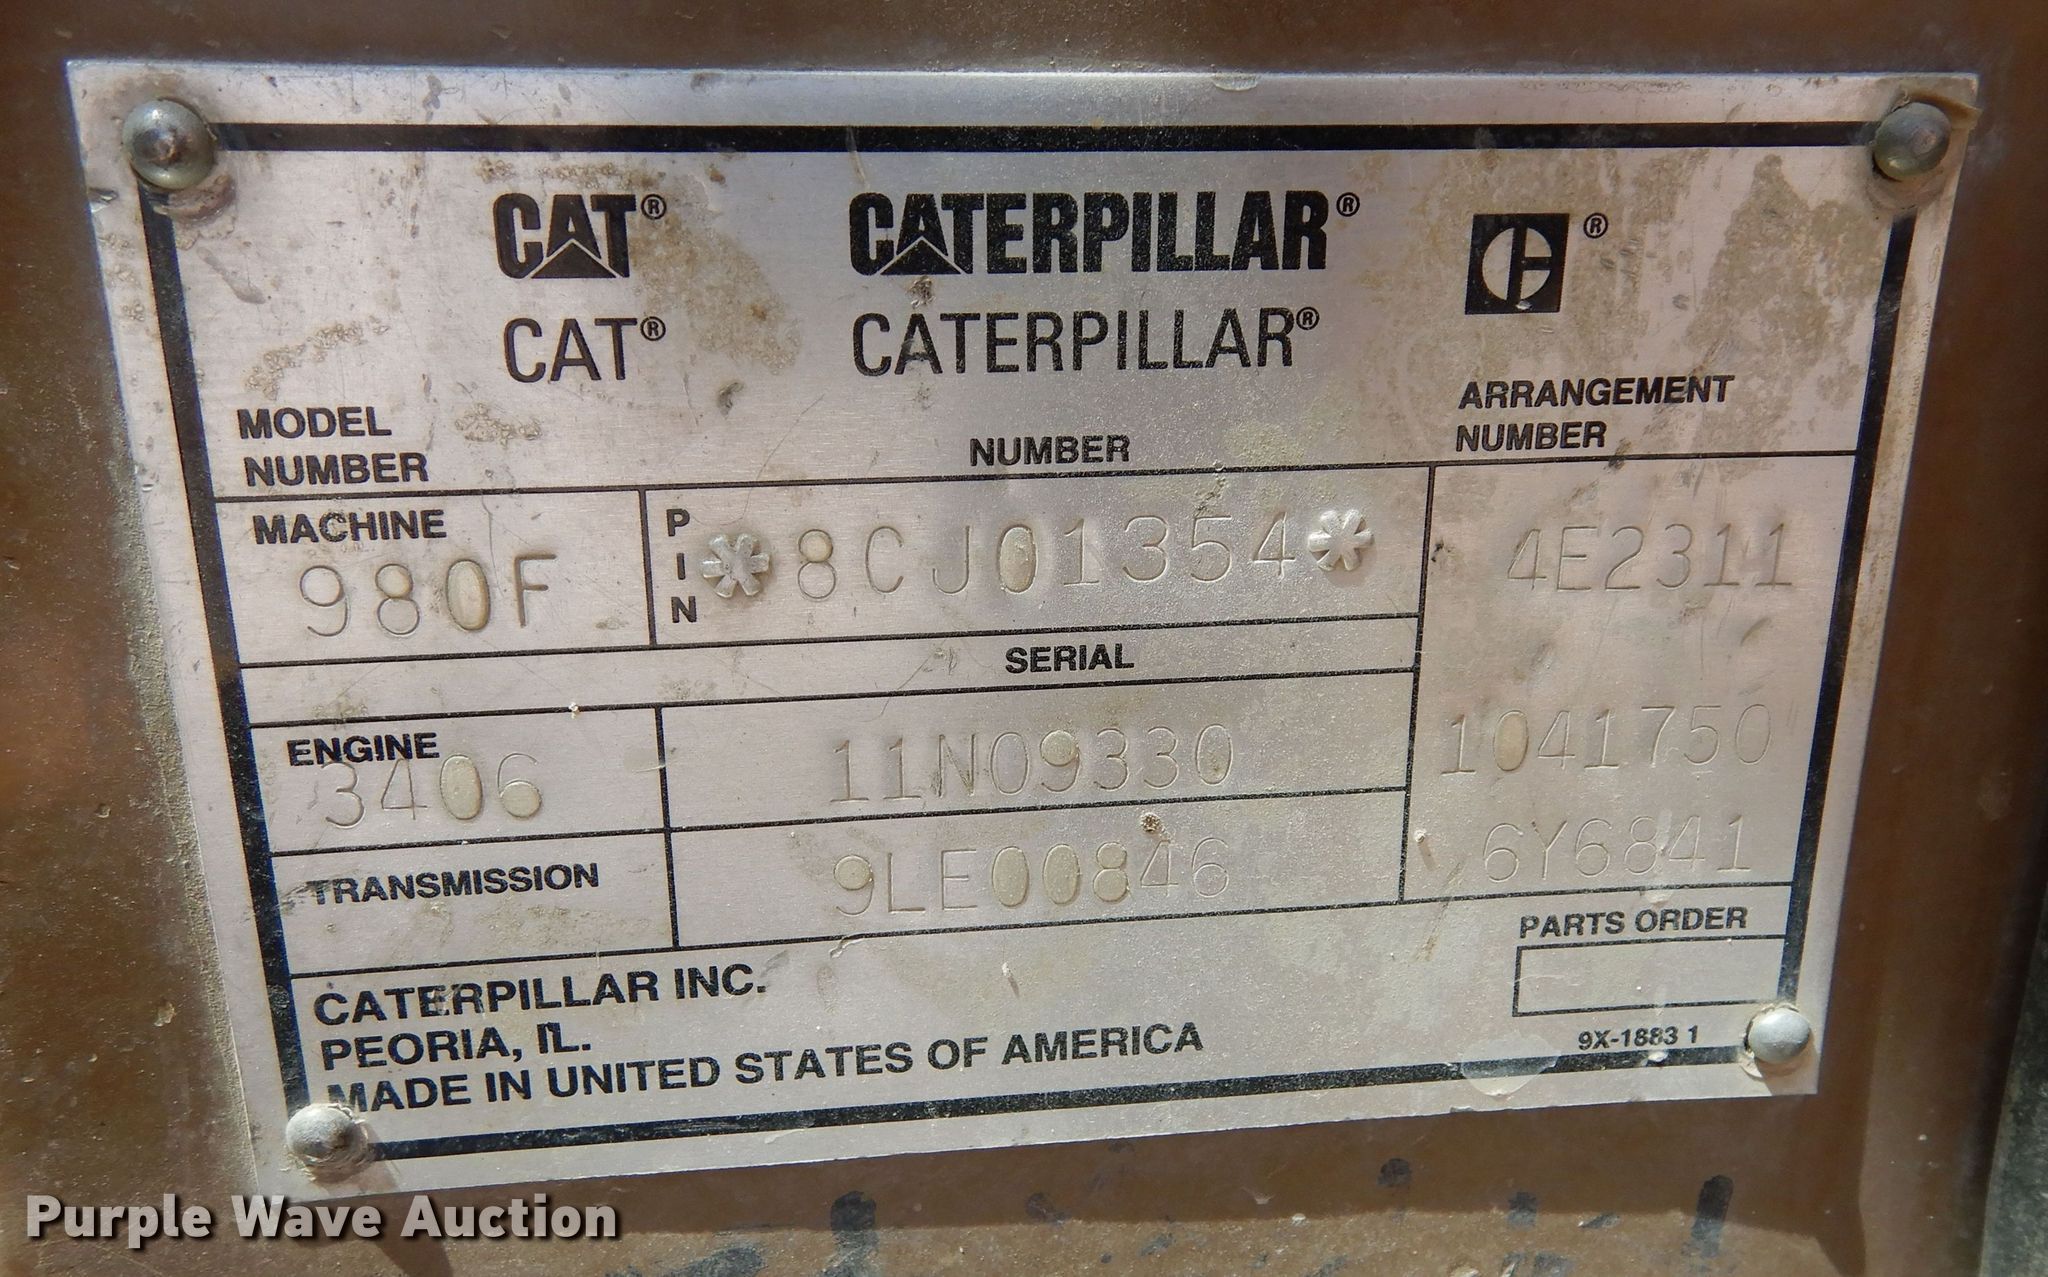 CAT® CATERPILLAR® ®
CAT® CATERPILLAR®
MODEL NUMBER
NUMBER
ARRANGEMENT NUMBER
MACHINE
980F
PIN
*8CJ01354*
4E2311
SERIAL
ENGINE
3406
11N09330
1041750
TRANSMISSION
9LE00846
6Y6841
PARTS ORDER
CATERPILLAR INC.
PEORIA, IL.
MADE IN UNITED STATES OF AMERICA
9X-1883 1
Purple Wave Auction